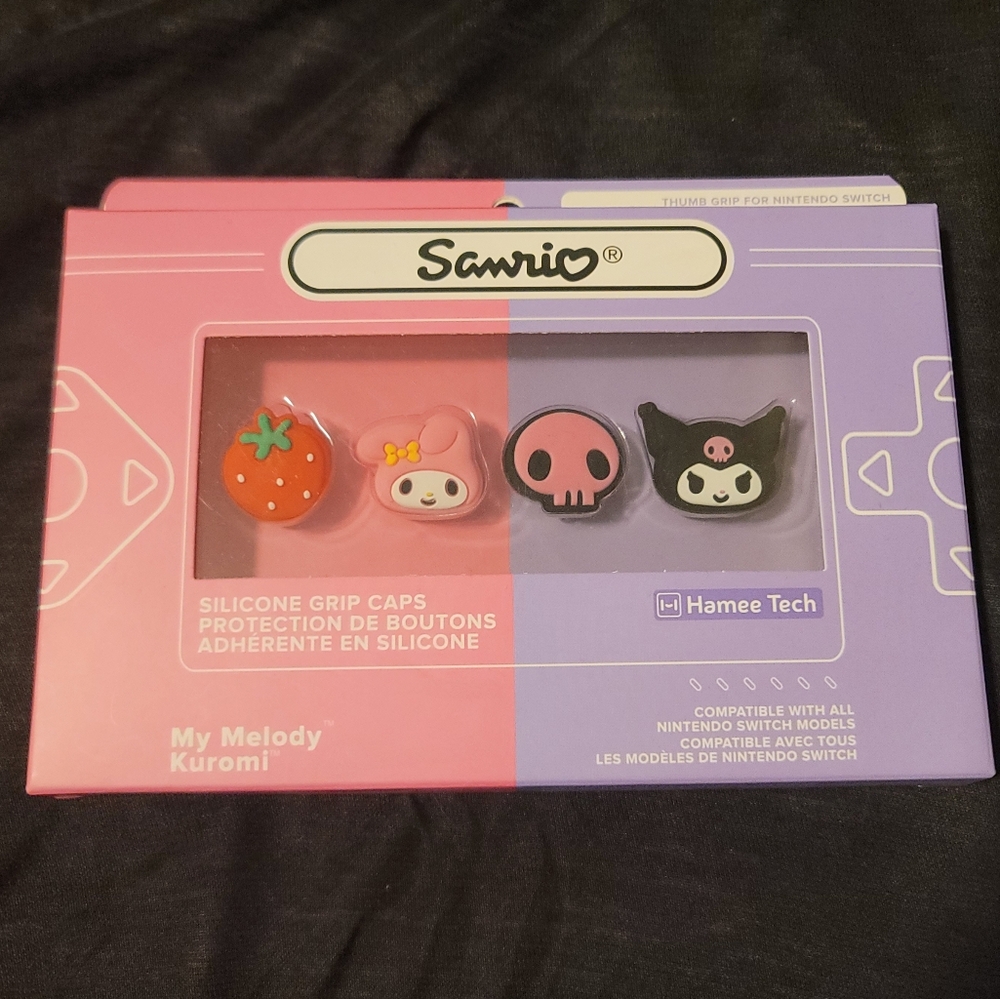 THUMB GRIP FOR NINTENDO SWITCH
Sanrio®
SILICONE GRIP CAPS
PROTECTION DE BOUTONS
ADHÉRENTE EN SILICONE
Hamee Tech
My Melody™
Kuromi™
COMPATIBLE WITH ALL
NINTENDO SWITCH MODELS
COMPATIBLE AVEC TOUS
LES MODÈLES DE NINTENDO SWITCH